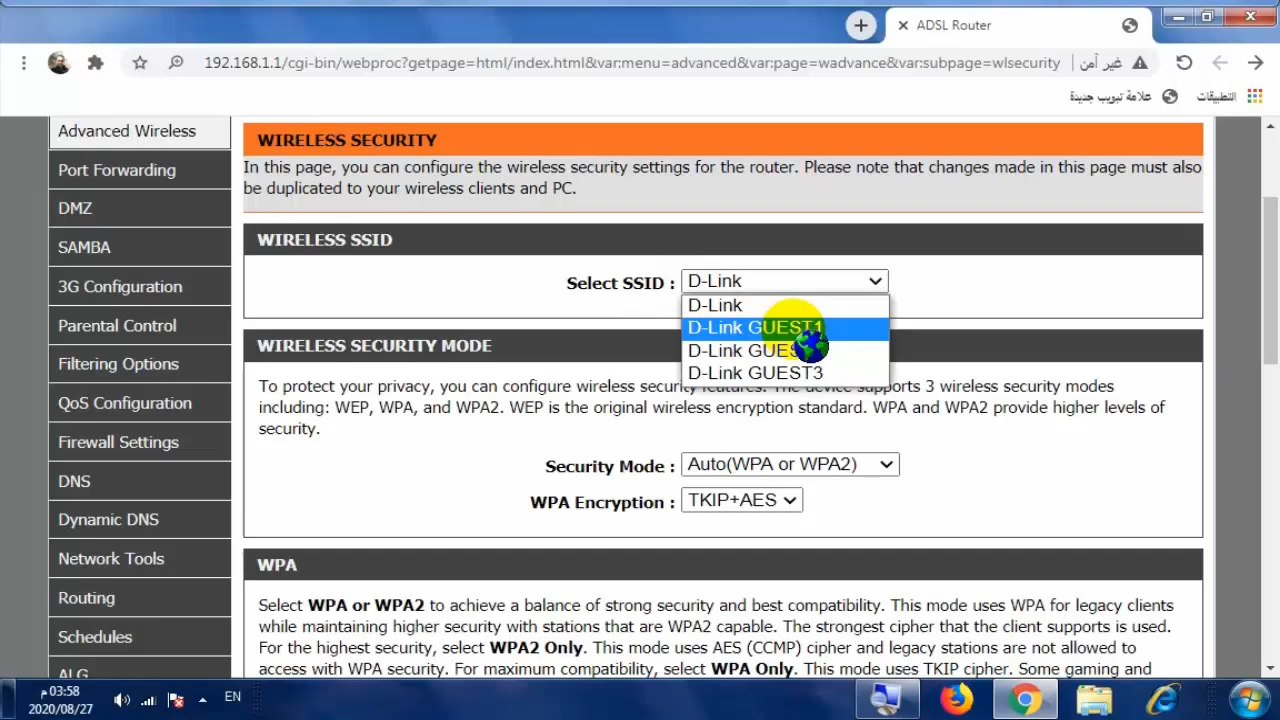 ADSL Router
192.168.1.1/cgi-bin/webproc?getpage=html/index.html&var:menu=advanced&var:page=wadvance&var:subpage=wlsecurity
غير آمن
علامة تبويب جديدة
التطبيقات
Advanced Wireless
Port Forwarding
DMZ
SAMBA
3G Configuration
Parental Control
Filtering Options
QoS Configuration
Firewall Settings
DNS
Dynamic DNS
Network Tools
Routing
Schedules
ALG
WIRELESS SECURITY
In this page, you can configure the wireless security settings for the router. Please note that changes made in this page must also
be duplicated to your wireless clients and PC.
WIRELESS SSID
Select SSID : D-Link
D-Link
D-Link GUEST1
D-Link
D-Link GUEST3
WIRELESS SECURITY MODE
To protect your privacy, you can configure wireless security features. The device supports 3 wireless security modes
including: WEP, WPA, and WPA2. WEP is the original wireless encryption standard. WPA and WPA2 provide higher levels of
security.
Security Mode : Auto(WPA or WPA2)
WPA Encryption : TKIP+AES
WPA
Select WPA or WPA2 to achieve a balance of strong security and best compatibility. This mode uses WPA for legacy clients
while maintaining higher security with stations that are WPA2 capable. The strongest cipher that the client supports is used.
For the highest security, select WPA2 Only. This mode uses AES (CCMP) cipher and legacy stations are not allowed to
access with WPA security. For maximum compatibility, select WPA Only. This mode uses TKIP cipher. Some gaming and
03:58 م
2020/08/27
EN